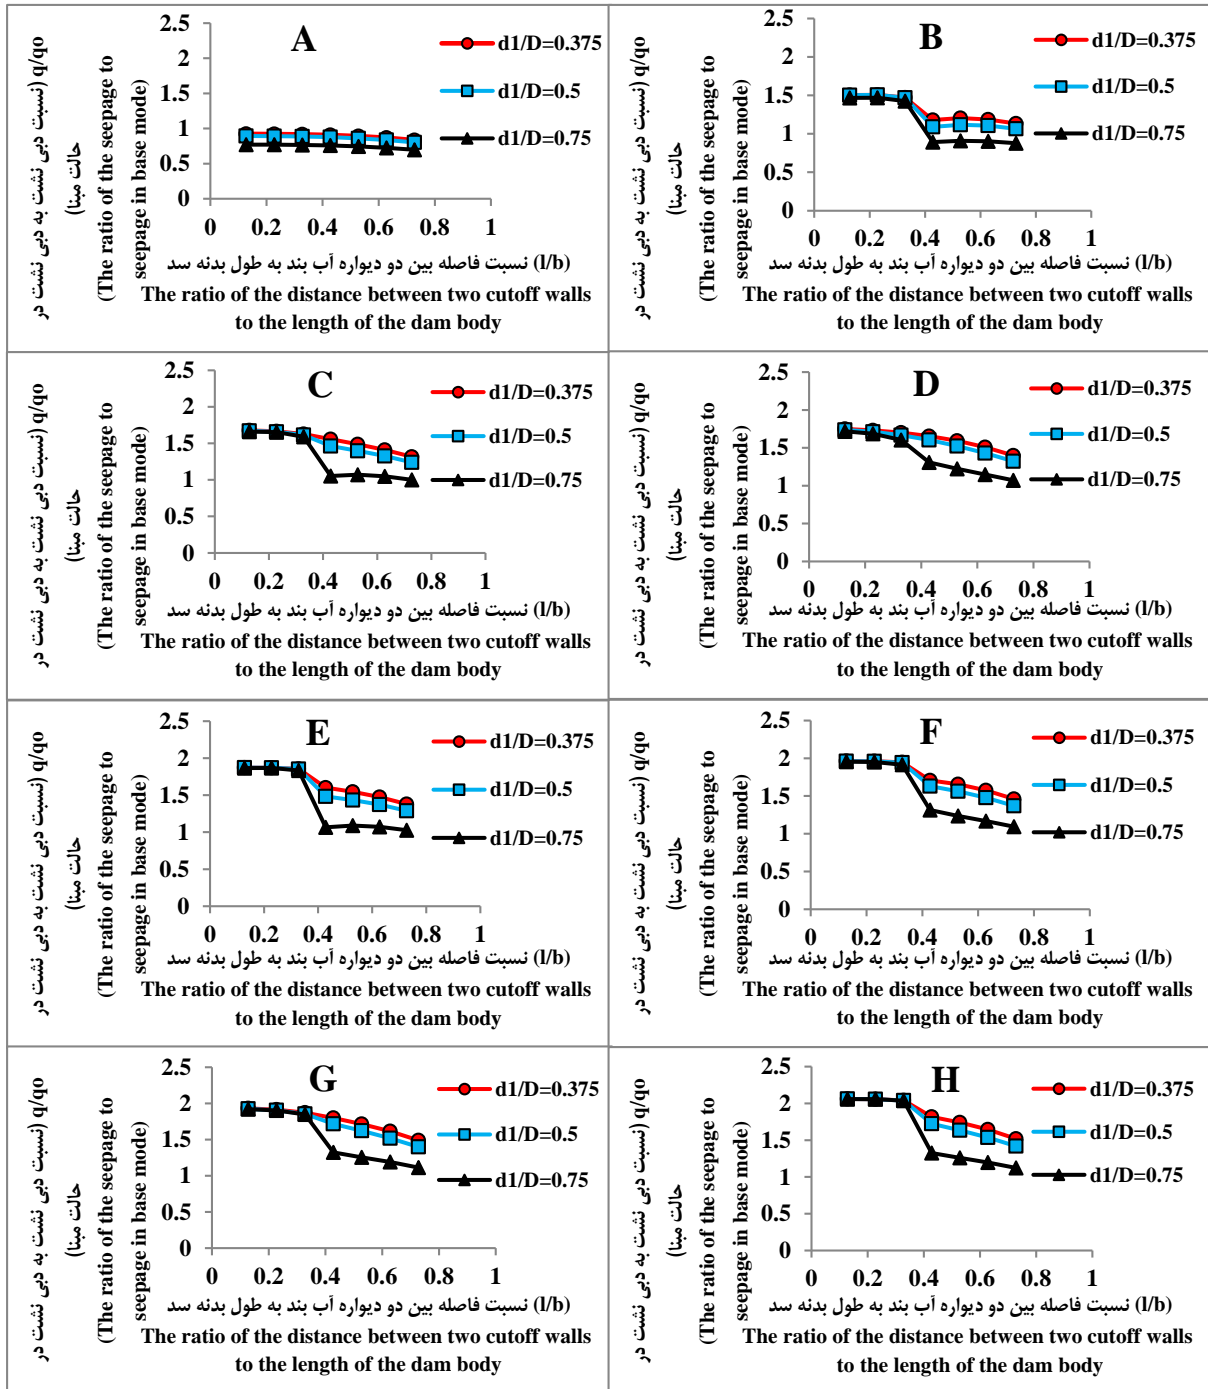 A
2.5
2
1.5
1
0.5
0
0 0.2 0.4 0.6 0.8 1
d1/D=0.375
d1/D=0.5
d1/D=0.75
q/qo (نسبت دبی نشت به دبی نشت در
حالت مبنا)
(The ratio of the seepage to
seepage in base mode)
نسبت فاصله بین دو دیواره آب بند به طول بدنه سد (l/b)
The ratio of the distance between two cutoff walls
to the length of the dam body
B
2.5
2
1.5
1
0.5
0
0 0.2 0.4 0.6 0.8 1
d1/D=0.375
d1/D=0.5
d1/D=0.75
q/qo (نسبت دبی نشت به دبی نشت در
حالت مبنا)
(The ratio of the seepage to
seepage in base mode)
نسبت فاصله بین دو دیواره آب بند به طول بدنه سد (l/b)
The ratio of the distance between two cutoff walls
to the length of the dam body
C
2.5
2
1.5
1
0.5
0
0 0.2 0.4 0.6 0.8 1
d1/D=0.375
d1/D=0.5
d1/D=0.75
q/qo (نسبت دبی نشت به دبی نشت در
حالت مبنا)
(The ratio of the seepage to
seepage in base mode)
نسبت فاصله بین دو دیواره آب بند به طول بدنه سد (l/b)
The ratio of the distance between two cutoff walls
to the length of the dam body
D
2.5
2
1.5
1
0.5
0
0 0.2 0.4 0.6 0.8 1
d1/D=0.375
d1/D=0.5
d1/D=0.75
q/qo (نسبت دبی نشت به دبی نشت در
حالت مبنا)
(The ratio of the seepage to
seepage in base mode)
نسبت فاصله بین دو دیواره آب بند به طول بدنه سد (l/b)
The ratio of the distance between two cutoff walls
to the length of the dam body
E
2.5
2
1.5
1
0.5
0
0 0.2 0.4 0.6 0.8 1
d1/D=0.375
d1/D=0.5
d1/D=0.75
q/qo (نسبت دبی نشت به دبی نشت در
حالت مبنا)
(The ratio of the seepage to
seepage in base mode)
نسبت فاصله بین دو دیواره آب بند به طول بدنه سد (l/b)
The ratio of the distance between two cutoff walls
to the length of the dam body
F
2.5
2
1.5
1
0.5
0
0 0.2 0.4 0.6 0.8 1
d1/D=0.375
d1/D=0.5
d1/D=0.75
q/qo (نسبت دبی نشت به دبی نشت در
حالت مبنا)
(The ratio of the seepage to
seepage in base mode)
نسبت فاصله بین دو دیواره آب بند به طول بدنه سد (l/b)
The ratio of the distance between two cutoff walls
to the length of the dam body
G
2.5
2
1.5
1
0.5
0
0 0.2 0.4 0.6 0.8 1
d1/D=0.375
d1/D=0.5
d1/D=0.75
q/qo (نسبت دبی نشت به دبی نشت در
حالت مبنا)
(The ratio of the seepage to
seepage in base mode)
نسبت فاصله بین دو دیواره آب بند به طول بدنه سد (l/b)
The ratio of the distance between two cutoff walls
to the length of the dam body
H
2.5
2
1.5
1
0.5
0
0 0.2 0.4 0.6 0.8 1
d1/D=0.375
d1/D=0.5
d1/D=0.75
q/qo (نسبت دبی نشت به دبی نشت در
حالت مبنا)
(The ratio of the seepage to
seepage in base mode)
نسبت فاصله بین دو دیواره آب بند به طول بدنه سد (l/b)
The ratio of the distance between two cutoff walls
to the length of the dam body